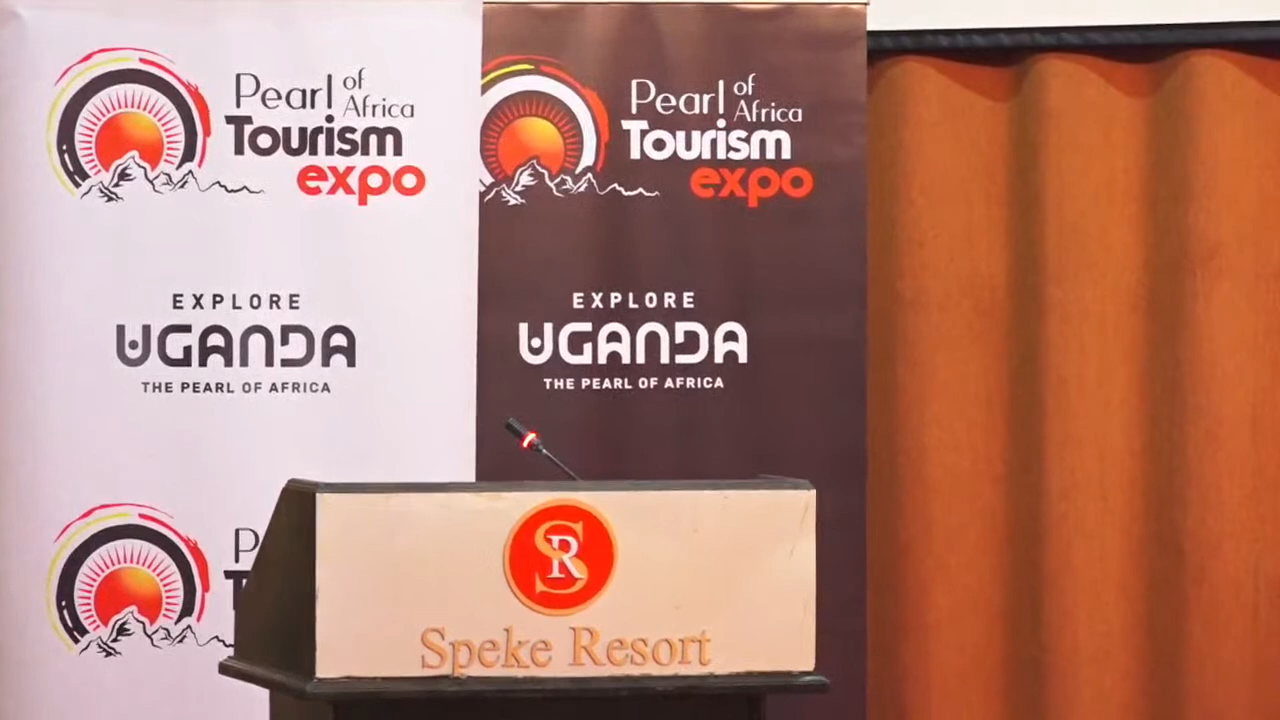 Pearl of Africa
Tourism
expo
EXPLORE
UGANDA
THE PEARL OF AFRICA
Pearl of Africa
Tourism
expo
EXPLORE
UGANDA
THE PEARL OF AFRICA
P
T
SR
Speke Resort